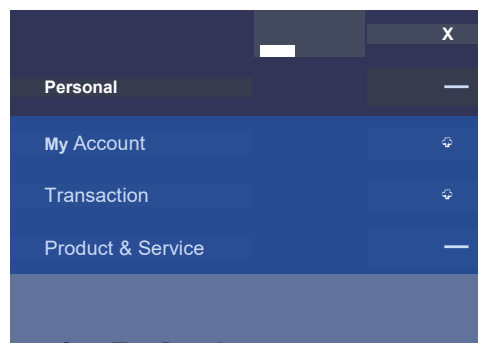 X
Personal —
My Account
Transaction
Product & Service —